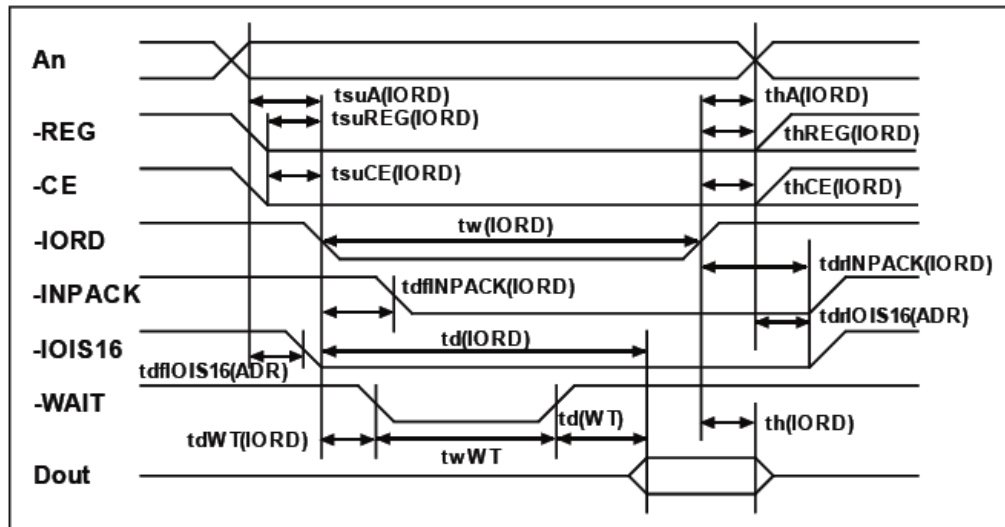 An
tsuA(IORD)
thA(IORD)
tsuREG(IORD)
-REG
thREG(IORD)
tsuCE(IORD)
-CE
thCE(IORD)
tw(IORD)
-IORD
tdrINPACK(IORD)
tdfINPACK(IORD)
-INPACK
tdrIOIS16(ADR)
td(IORD)
-IOIS16
tdfIOIS16(ADR)
-WAIT
td(WT)
th(IORD)
tdWT(IORD)
twWT
Dout